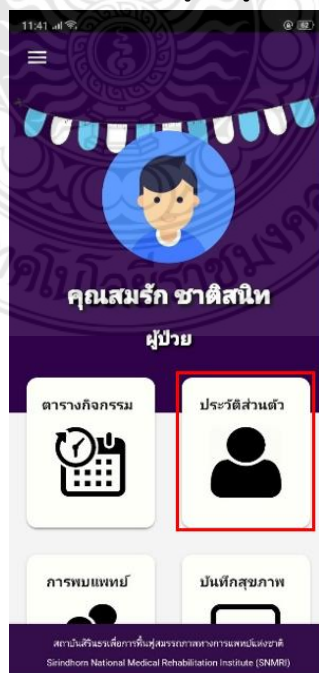 11:41
62
คุณสมรัก ชาติสนิท
ผู้ป่วย
ตารางกิจกรรม
ประวัติส่วนตัว
การพบแพทย์
บันทึกสุขภาพ
สถาบันสิรินธรเพื่อการฟื้นฟูสมรรถภาพทางการแพทย์แห่งชาติ
Sirindhorn National Medical Rehabilitation Institute (SNMRI)